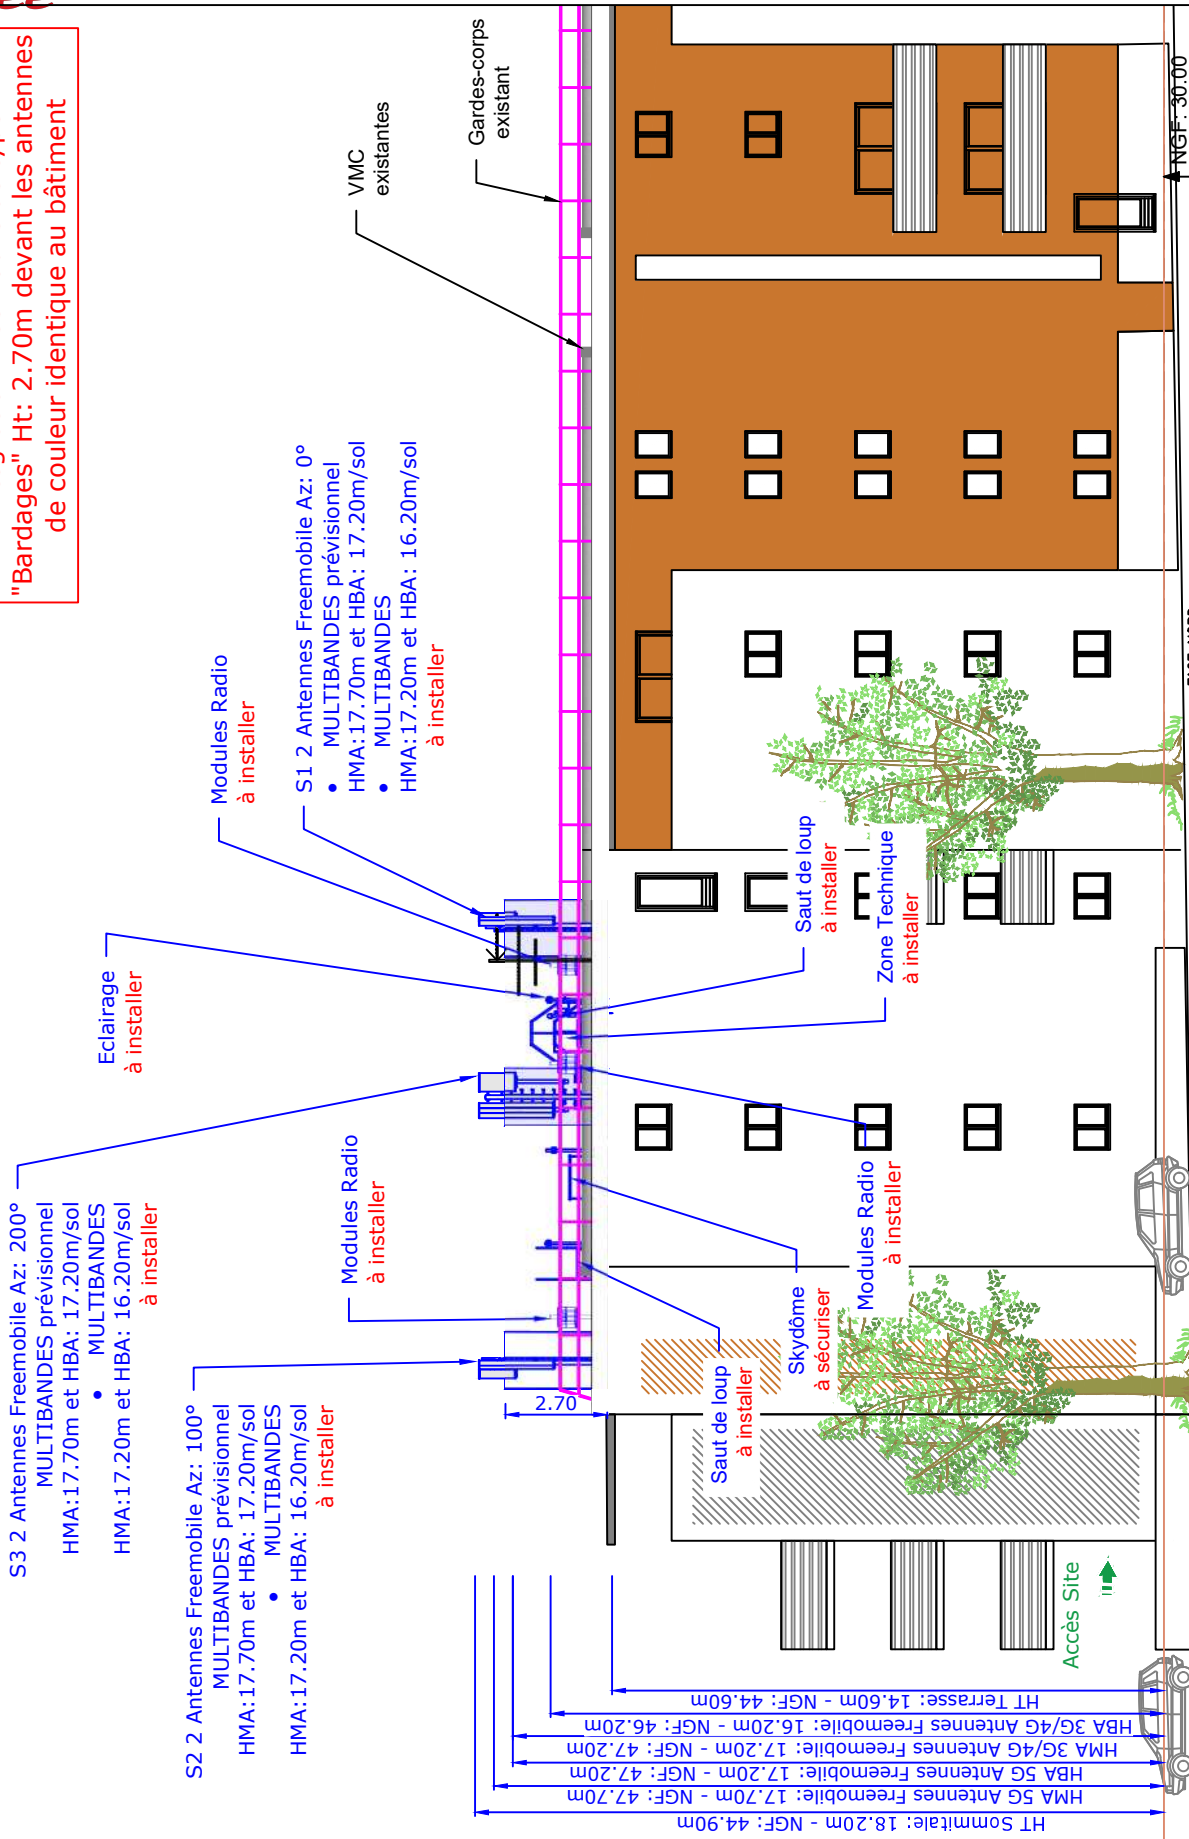 "Bardages" Ht: 2.70m devant les antennes
de couleur identique au bâtiment
VMC
existantes
Gardes-corps
existant
S1 2 Antennes Freemobile Az: 0°
• MULTIBANDES prévisionnel
HMA:17.70m et HBA: 17.20m/sol
• MULTIBANDES
HMA:17.20m et HBA: 16.20m/sol
à installer
Modules Radio
à installer
Eclairage
à installer
S3 2 Antennes Freemobile Az: 200°
MULTIBANDES prévisionnel
HMA:17.70m et HBA: 17.20m/sol
• MULTIBANDES
HMA:17.20m et HBA: 16.20m/sol
à installer
Modules Radio
à installer
S2 2 Antennes Freemobile Az: 100°
MULTIBANDES prévisionnel
HMA:17.70m et HBA: 17.20m/sol
• MULTIBANDES
HMA:17.20m et HBA: 16.20m/sol
à installer
2.70
Saut de loup
à installer
Zone Technique
à installer
Modules Radio
à installer
Skydôme
à sécuriser
Saut de loup
à installer
Accès Site
NGF: 30.00
HT Terrasse: 14.60m - NGF: 44.60m
HBA 3G/4G Antennes Freemobile: 16.20m - NGF: 46.20m
HMA 3G/4G Antennes Freemobile: 17.20m - NGF: 47.20m
HBA 5G Antennes Freemobile: 17.20m - NGF: 47.20m
HMA 5G Antennes Freemobile: 17.70m - NGF: 47.70m
HT Sommitale: 18.20m - NGF: 44.90m